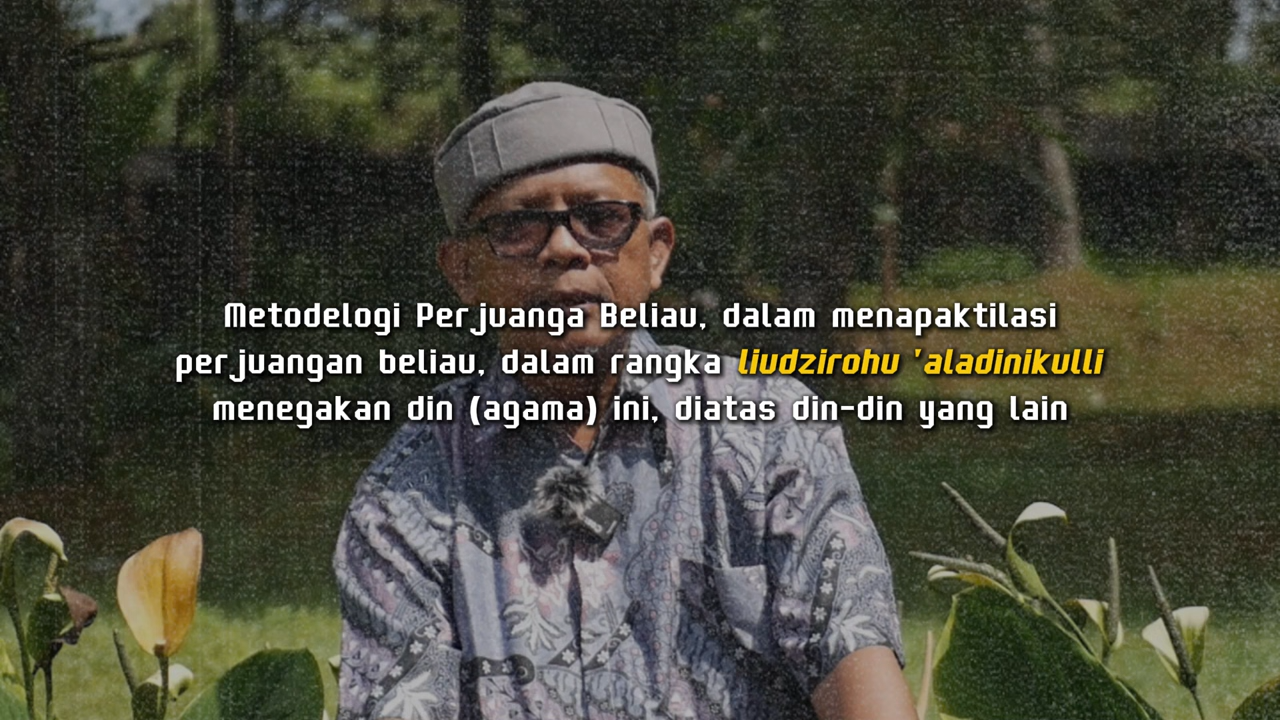 Metodelogi Perjuanga Beliau, dalam menapaktilasi
perjuangan beliau, dalam rangka liudzirohu 'aladinikulli
menegakan din (agama) ini, diatas din-din yang lain